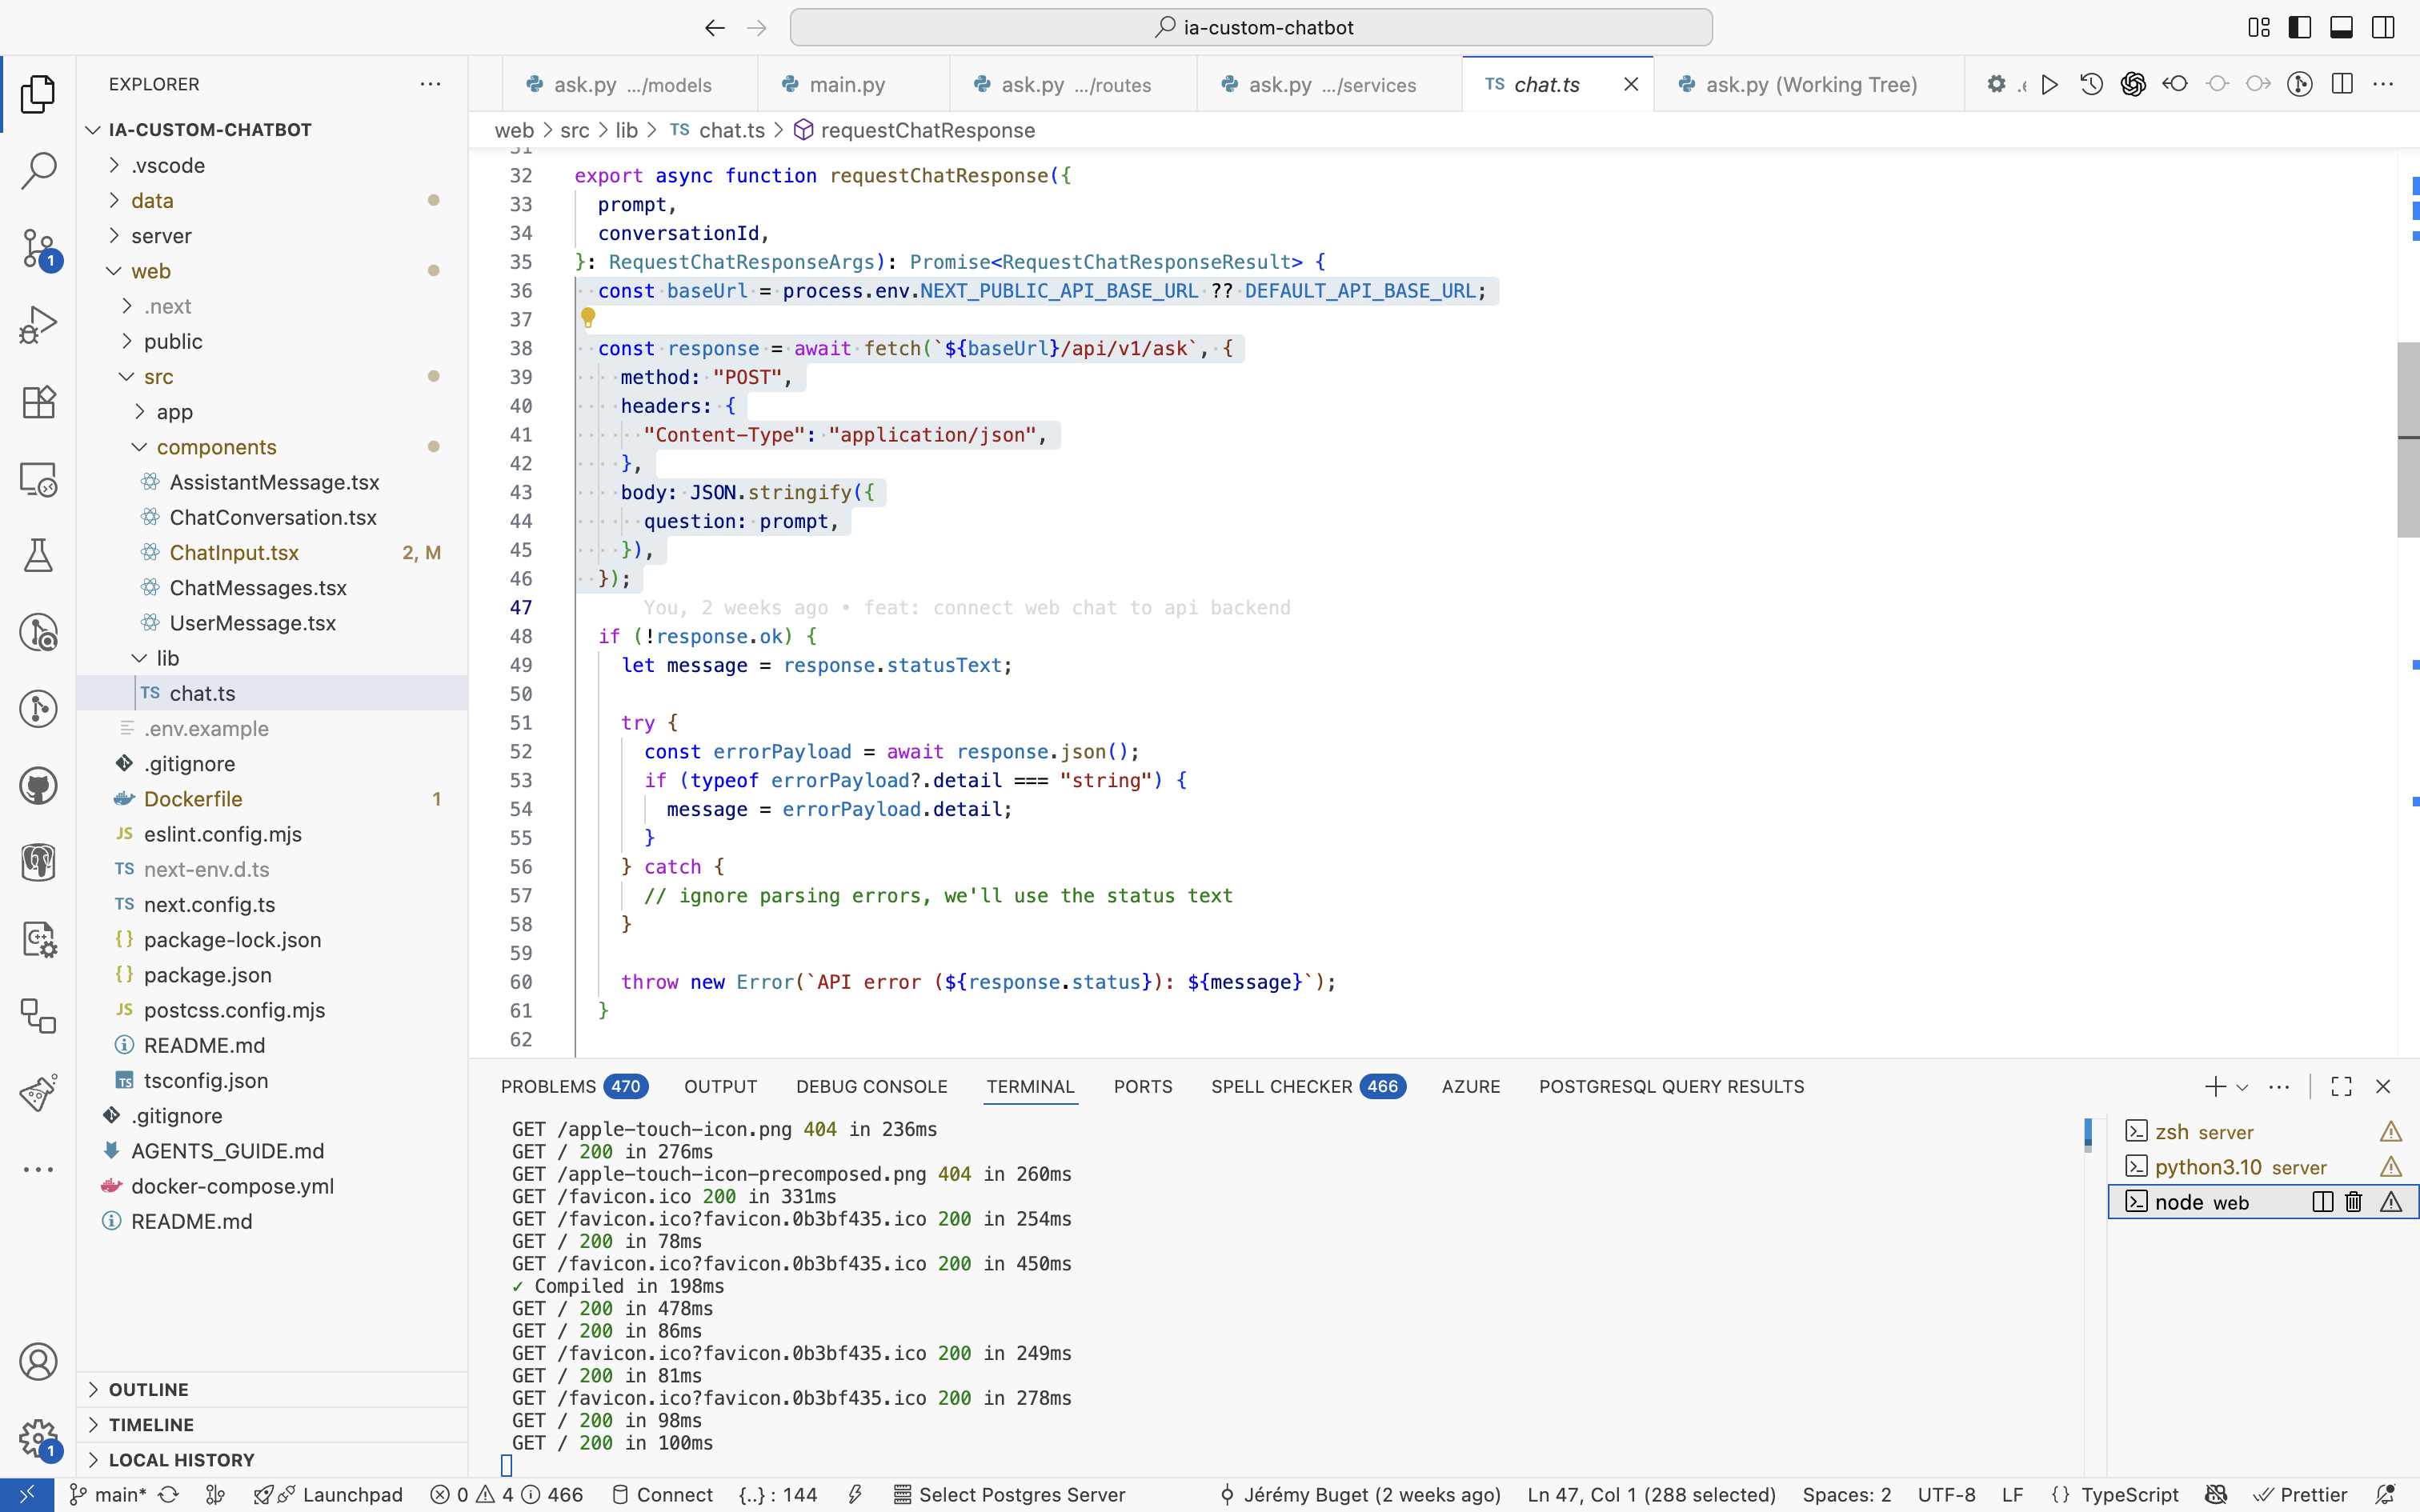 ia-custom-chatbot
EXPLORER
IA-CUSTOM-CHATBOT
.vscode
data
server
web
.next
public
src
app
components
AssistantMessage.tsx
ChatConversation.tsx
ChatInput.tsx 2, M
ChatMessages.tsx
UserMessage.tsx
lib
TS chat.ts
.env.example
.gitignore
Dockerfile 1
JS eslint.config.mjs
TS next-env.d.ts
TS next.config.ts
{} package-lock.json
{} package.json
JS postcss.config.mjs
README.md
TS tsconfig.json
.gitignore
AGENTS_GUIDE.md
docker-compose.yml
README.md
OUTLINE
TIMELINE
LOCAL HISTORY
1
1
ask.py .../models
main.py
ask.py .../routes
ask.py .../services
TS chat.ts
ask.py (Working Tree)
web > src > lib > TS chat.ts > requestChatResponse
31
32 export async function requestChatResponse({
33 prompt,
34 conversationId,
35 }: RequestChatResponseArgs): Promise<RequestChatResponseResult> {
36 const baseUrl = process.env.NEXT_PUBLIC_API_BASE_URL ?? DEFAULT_API_BASE_URL;
37
38 const response = await fetch(`${baseUrl}/api/v1/ask`, {
39 method: "POST",
40 headers: {
41 "Content-Type": "application/json",
42 },
43 body: JSON.stringify({
44 question: prompt,
45 }),
46 });
47 You, 2 weeks ago • feat: connect web chat to api backend
48 if (!response.ok) {
49 let message = response.statusText;
50
51 try {
52 const errorPayload = await response.json();
53 if (typeof errorPayload?.detail === "string") {
54 message = errorPayload.detail;
55 }
56 } catch {
57 // ignore parsing errors, we'll use the status text
58 }
59
60 throw new Error(`API error (${response.status}): ${message}`);
61 }
62
PROBLEMS 470 OUTPUT DEBUG CONSOLE TERMINAL PORTS SPELL CHECKER 466 AZURE POSTGRESQL QUERY RESULTS
GET /apple-touch-icon.png 404 in 236ms
GET / 200 in 276ms
GET /apple-touch-icon-precomposed.png 404 in 260ms
GET /favicon.ico 200 in 331ms
GET /favicon.ico?favicon.0b3bf435.ico 200 in 254ms
GET / 200 in 78ms
GET /favicon.ico?favicon.0b3bf435.ico 200 in 450ms
✓ Compiled in 198ms
GET / 200 in 478ms
GET / 200 in 86ms
GET /favicon.ico?favicon.0b3bf435.ico 200 in 249ms
GET / 200 in 81ms
GET /favicon.ico?favicon.0b3bf435.ico 200 in 278ms
GET / 200 in 98ms
GET / 200 in 100ms
zsh server
python3.10 server
node web
main* Launchpad 0 4 466 Connect {..} : 144 Select Postgres Server Jérémy Buget (2 weeks ago) Ln 47, Col 1 (288 selected) Spaces: 2 UTF-8 LF {} TypeScript Prettier